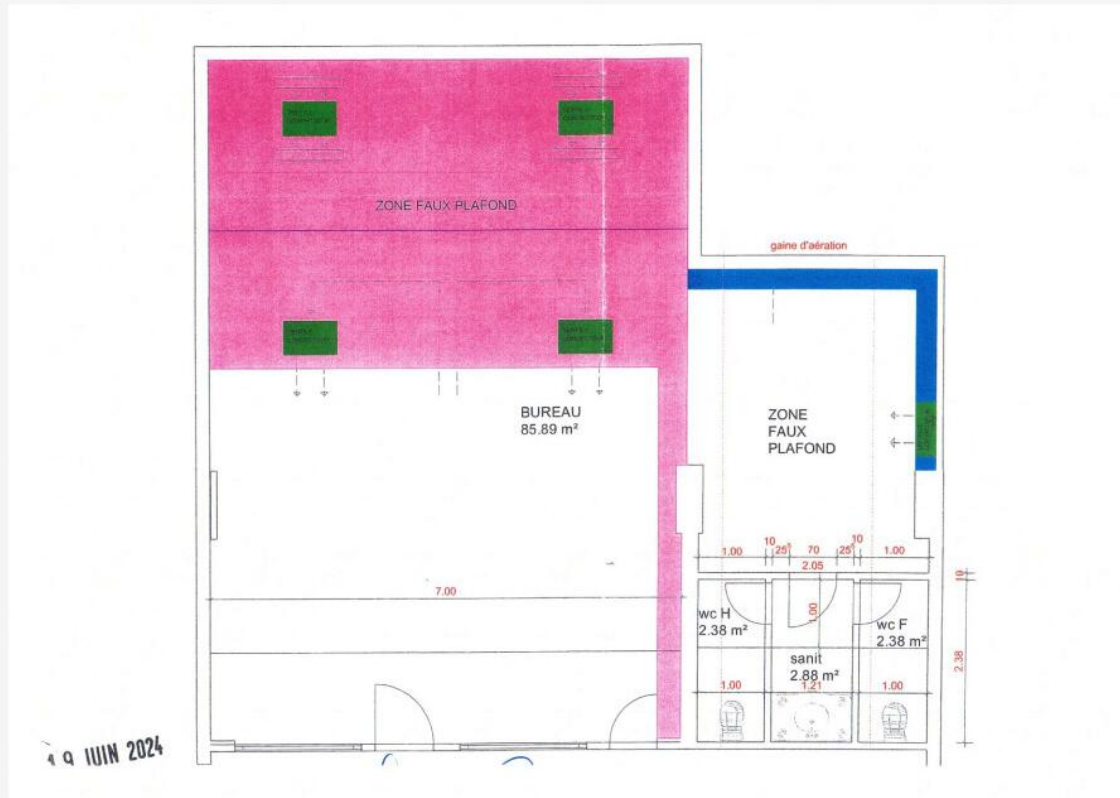 ZONE FAUX PLAFOND
gaine d'aération
BUREAU
85.89 m²
ZONE
FAUX
PLAFOND
1.00
10
25⁵
70
25⁵
10
1.00
2.05
10
7.00
1.00
wc H
2.38 m²
wc F
2.38 m²
sanit
2.88 m²
2.38
1.00
1.21
1.00
19 JUIN 2024